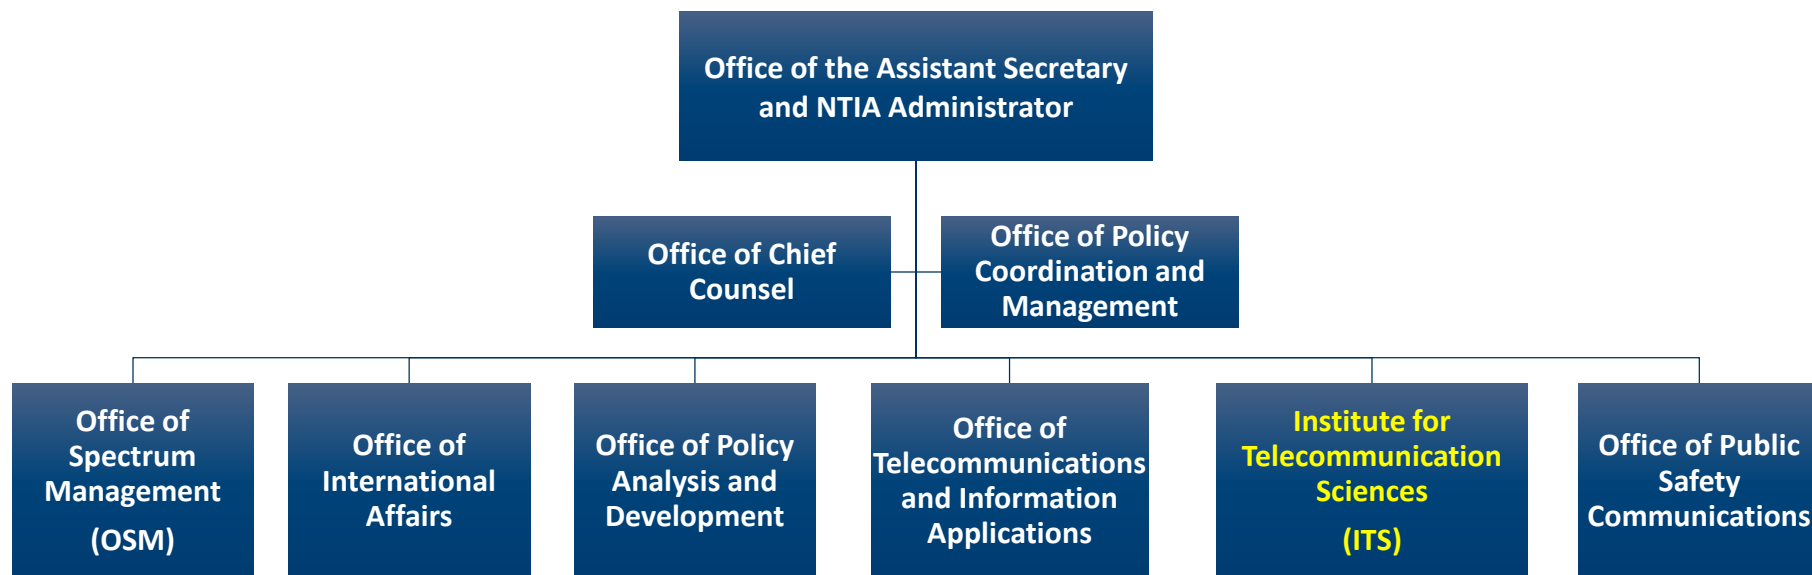 Office of the Assistant Secretary
and NTIA Administrator
Office of Chief
Counsel
Office of Policy
Coordination and
Management
Office of
Spectrum
Management
(OSM)
Office of
International
Affairs
Office of Policy
Analysis and
Development
Office of
Telecommunications
and Information
Applications
Institute for
Telecommunication
Sciences
(ITS)
Office of Public
Safety
Communications